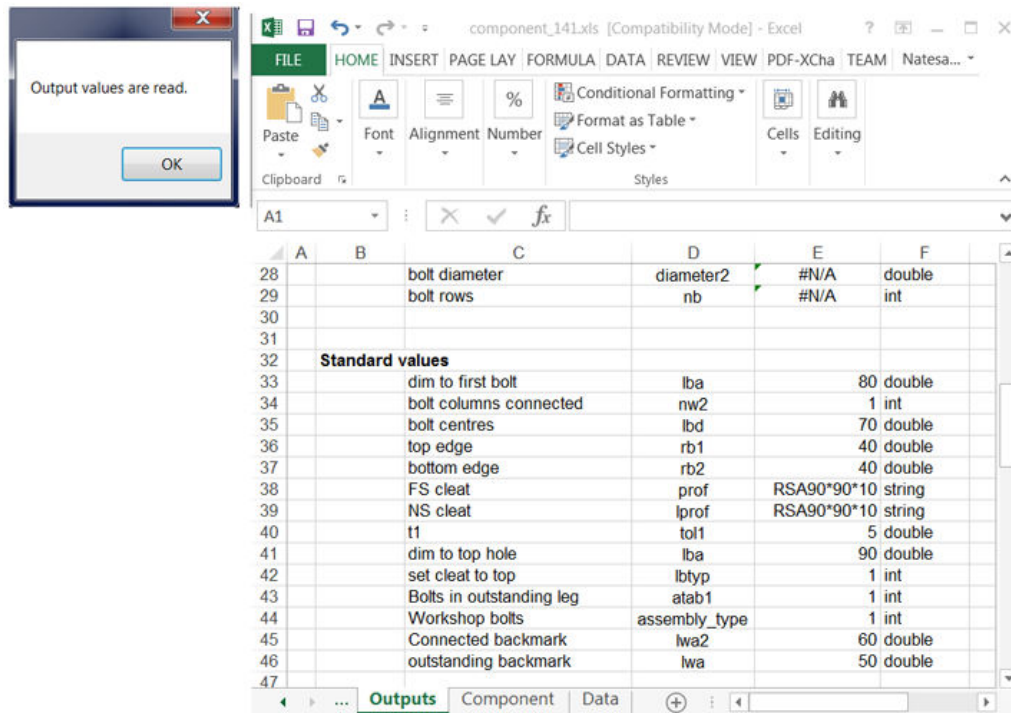 Output values are read.
OK
component_141.xls [Compatibility Mode] - Excel
FILE HOME INSERT PAGE LAY FORMULA DATA REVIEW VIEW PDF-XCha TEAM Natesa...
Paste Font Alignment Number Conditional Formatting Cells Editing
Format as Table
Cell Styles
Clipboard Styles
A1 fx
A B C D E F
28 bolt diameter diameter2 #N/A double
29 bolt rows nb #N/A int
30
31
32 Standard values
33 dim to first bolt lba 80 double
34 bolt columns connected nw2 1 int
35 bolt centres lbd 70 double
36 top edge rb1 40 double
37 bottom edge rb2 40 double
38 FS cleat prof RSA90*90*10 string
39 NS cleat lprof RSA90*90*10 string
40 t1 tol1 5 double
41 dim to top hole lba 90 double
42 set cleat to top lbtyp 1 int
43 Bolts in outstanding leg atab1 1 int
44 Workshop bolts assembly_type 1 int
45 Connected backmark lwa2 60 double
46 outstanding backmark lwa 50 double
47
... Outputs Component Data